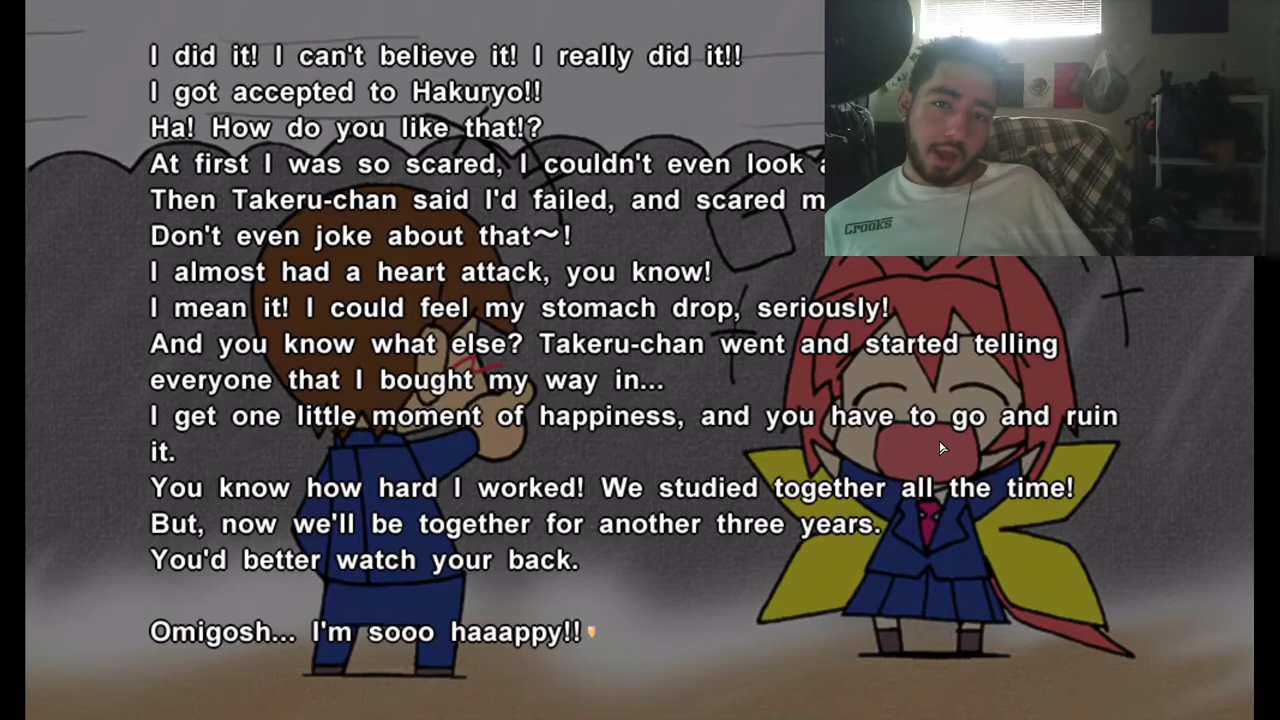 I did it! I can't believe it! I really did it!!
I got accepted to Hakuryo!!
Ha! How do you like that!?
At first I was so scared, I couldn't even look
Then Takeru-chan said I'd failed, and scared
Don't even joke about that～!
I almost had a heart attack, you know!
I mean it! I could feel my stomach drop, seriously!
And you know what else? Takeru-chan went and started telling
everyone that I bought my way in...
I get one little moment of happiness, and you have to go and ruin
it.
You know how hard I worked! We studied together all the time!
But, now we'll be together for another three years.
You'd better watch your back.
Omigosh... I'm sooo haaappy!!
Crooks